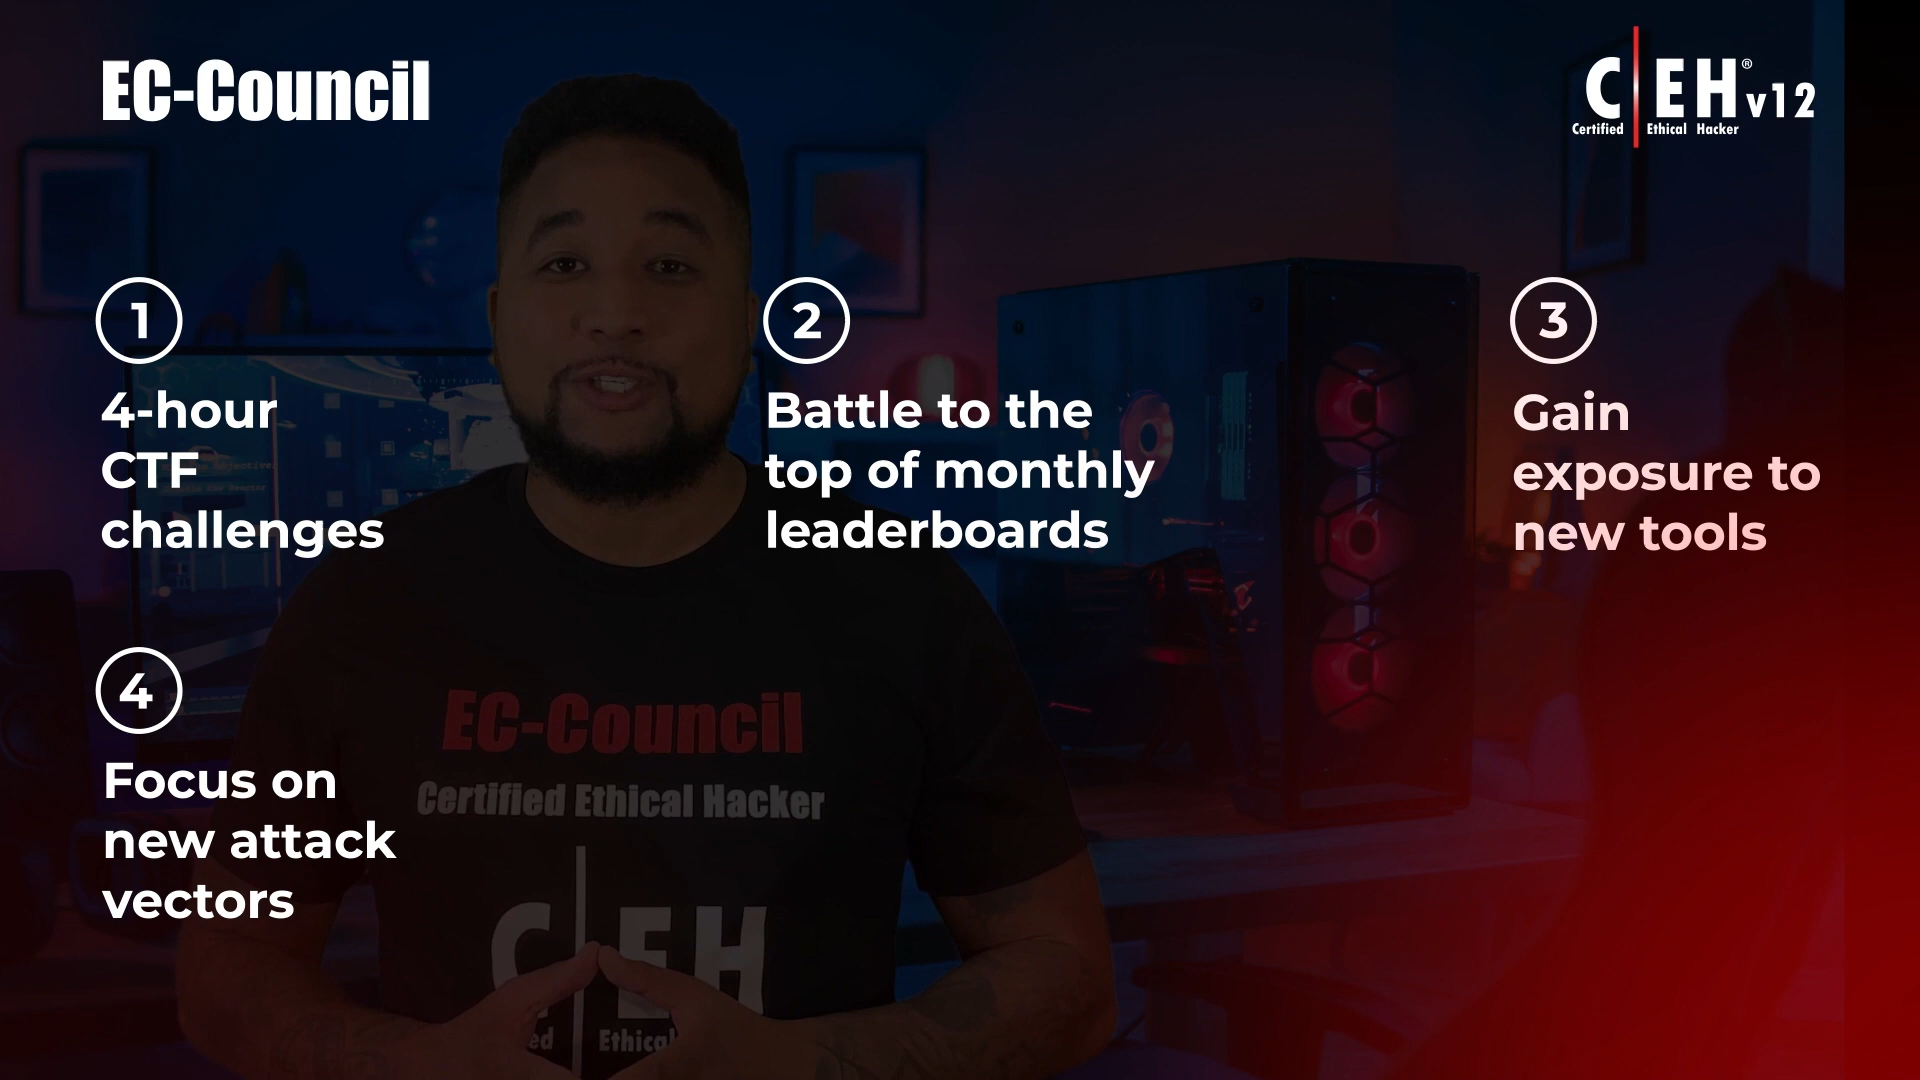 EC-Council
C|EH® v12
Certified Ethical Hacker
1
4-hour
CTF
challenges
2
Battle to the
top of monthly
leaderboards
3
Gain
exposure to
new tools
4
Focus on
new attack
vectors
EC-Council
Certified Ethical Hacker
C|EH
ed Ethical